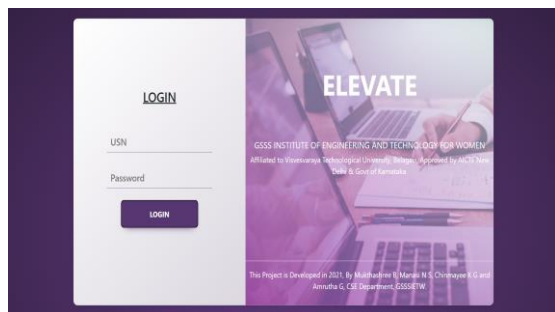 LOGIN
USN
Password
LOGIN
ELEVATE
GSSS INSTITUTE OF ENGINEERING AND TECHNOLOGY FOR WOMEN
Affiliated to Visvesvaraya Technological University, Belagavi, Approved by AICTE New
Delhi & Govt of Karnataka
This Project is Developed in 2021, By Mukthashree B, Manasi N S, Chinmayee K G and
Amrutha G, CSE Department, GSSSIETW